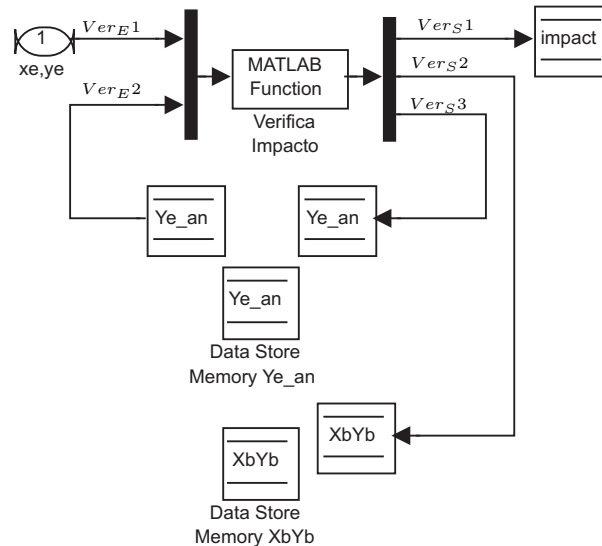 1
xe,ye
Ver_E1
Ver_E2
MATLAB
Function
Verifica
Impacto
Ver_S1
Ver_S2
Ver_S3
impact
Ye_an
Ye_an
Ye_an
Data Store
Memory Ye_an
XbYb
XbYb
Data Store
Memory XbYb